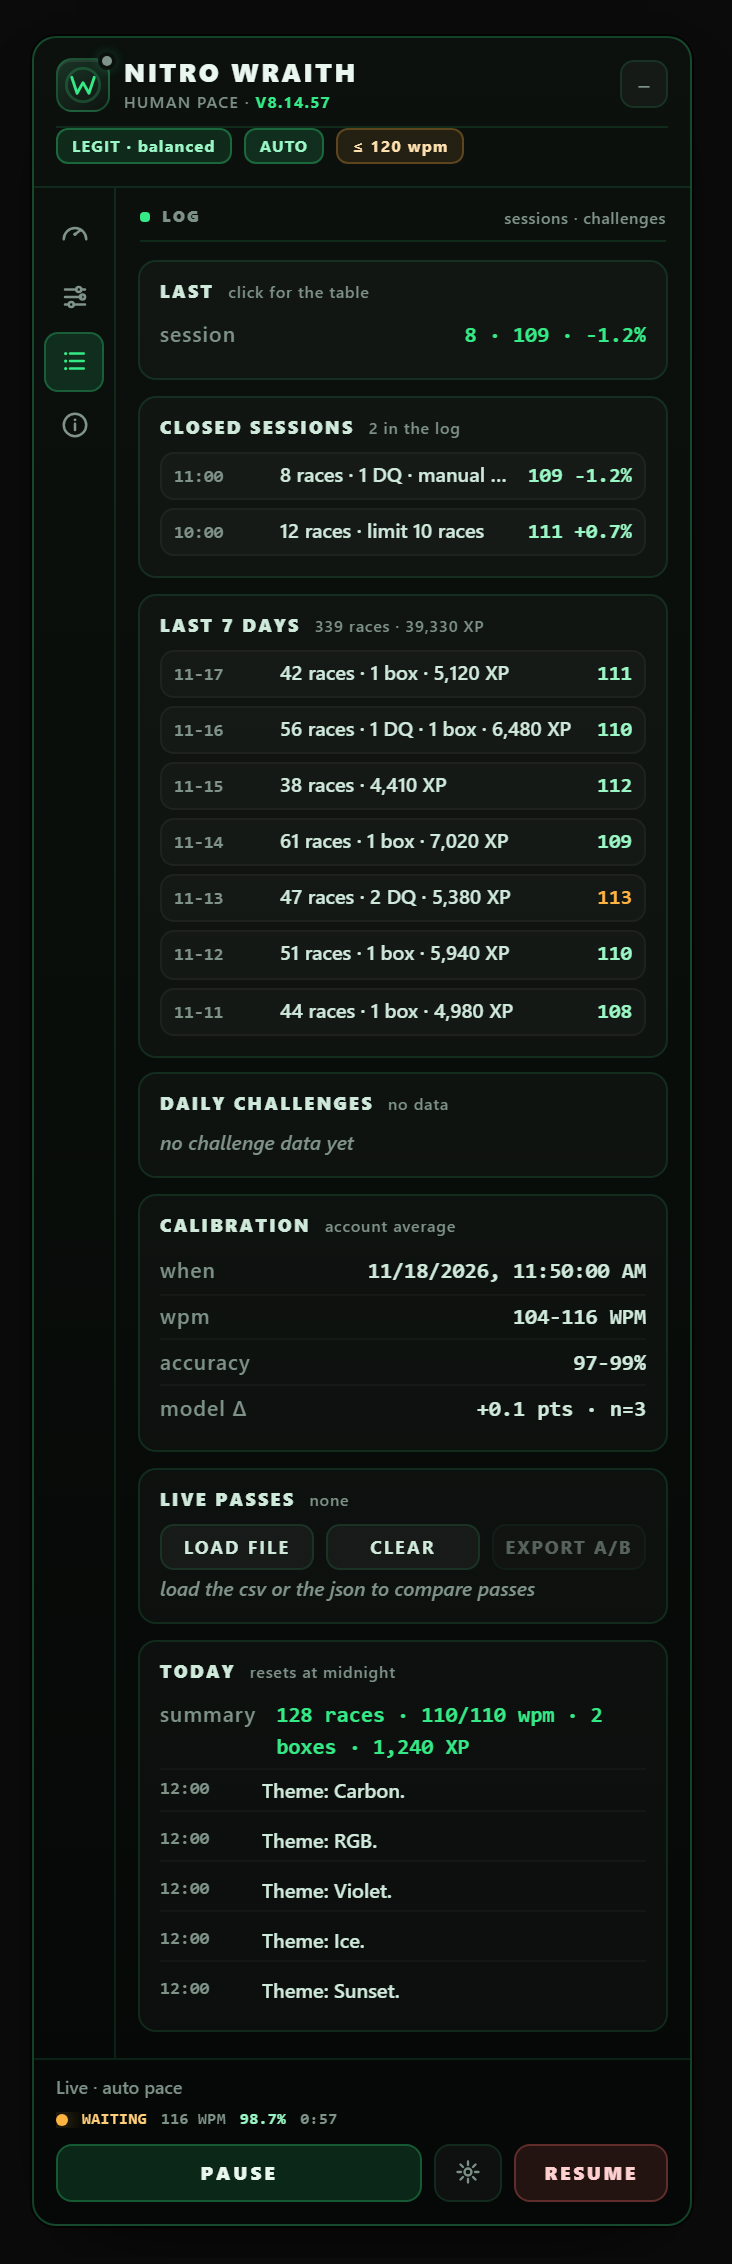 NITRO WRAITH
HUMAN PACE · V8.14.57
–
LEGIT · balanced AUTO ≤ 120 wpm
LOG sessions · challenges
LAST click for the table
session 8 · 109 · -1.2%
CLOSED SESSIONS 2 in the log
11:00 8 races · 1 DQ · manual ... 109 -1.2%
10:00 12 races · limit 10 races 111 +0.7%
LAST 7 DAYS 339 races · 39,330 XP
11-17 42 races · 1 box · 5,120 XP 111
11-16 56 races · 1 DQ · 1 box · 6,480 XP 110
11-15 38 races · 4,410 XP 112
11-14 61 races · 1 box · 7,020 XP 109
11-13 47 races · 2 DQ · 5,380 XP 113
11-12 51 races · 1 box · 5,940 XP 110
11-11 44 races · 1 box · 4,980 XP 108
DAILY CHALLENGES no data
no challenge data yet
CALIBRATION account average
when 11/18/2026, 11:50:00 AM
wpm 104-116 WPM
accuracy 97-99%
model Δ +0.1 pts · n=3
LIVE PASSES none
LOAD FILE CLEAR EXPORT A/B
load the csv or the json to compare passes
TODAY resets at midnight
summary 128 races · 110/110 wpm · 2
boxes · 1,240 XP
12:00 Theme: Carbon.
12:00 Theme: RGB.
12:00 Theme: Violet.
12:00 Theme: Ice.
12:00 Theme: Sunset.
Live · auto pace
WAITING 116 WPM 98.7% 0:57
PAUSE RESUME